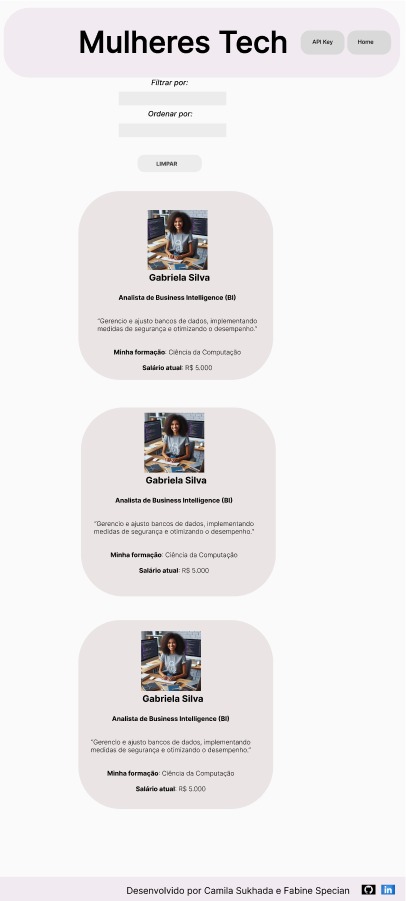 Mulheres Tech
API Key
Home
Filtrar por:
Ordenar por:
LIMPAR
Gabriela Silva
Analista de Business Intelligence (BI)
"Gerencio e ajusto bancos de dados, implementando
medidas de segurança e otimizando o desempenho."
Minha formação: Ciência da Computação
Salário atual: R$ 5.000
Gabriela Silva
Analista de Business Intelligence (BI)
"Gerencio e ajusto bancos de dados, implementando
medidas de segurança e otimizando o desempenho."
Minha formação: Ciência da Computação
Salário atual: R$ 5.000
Gabriela Silva
Analista de Business Intelligence (BI)
"Gerencio e ajusto bancos de dados, implementando
medidas de segurança e otimizando o desempenho."
Minha formação: Ciência da Computação
Salário atual: R$ 5.000
Desenvolvido por Camila Sukhada e Fabine Specian
in